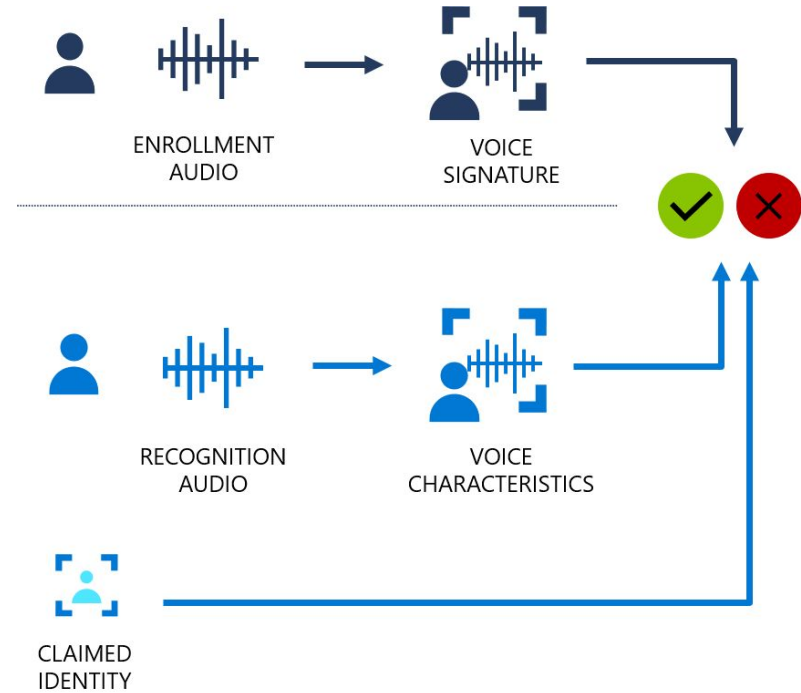 ENROLLMENT
AUDIO
VOICE
SIGNATURE
RECOGNITION
AUDIO
VOICE
CHARACTERISTICS
CLAIMED
IDENTITY